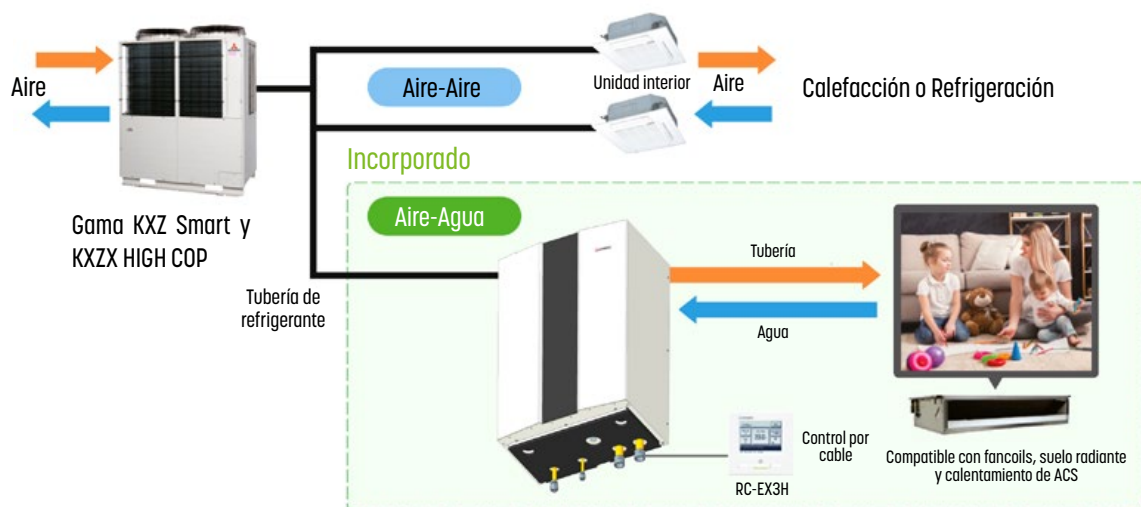 Aire
Aire-Aire
Unidad interior
Aire
Calefacción o Refrigeración
Incorporado
Gama KXZ Smart y
KXZX HIGH COP
Aire-Agua
Tubería de
refrigerante
Tubería
Agua
Control por
cable
RC-EX3H
Compatible con fancoils, suelo radiante
y calentamiento de ACS